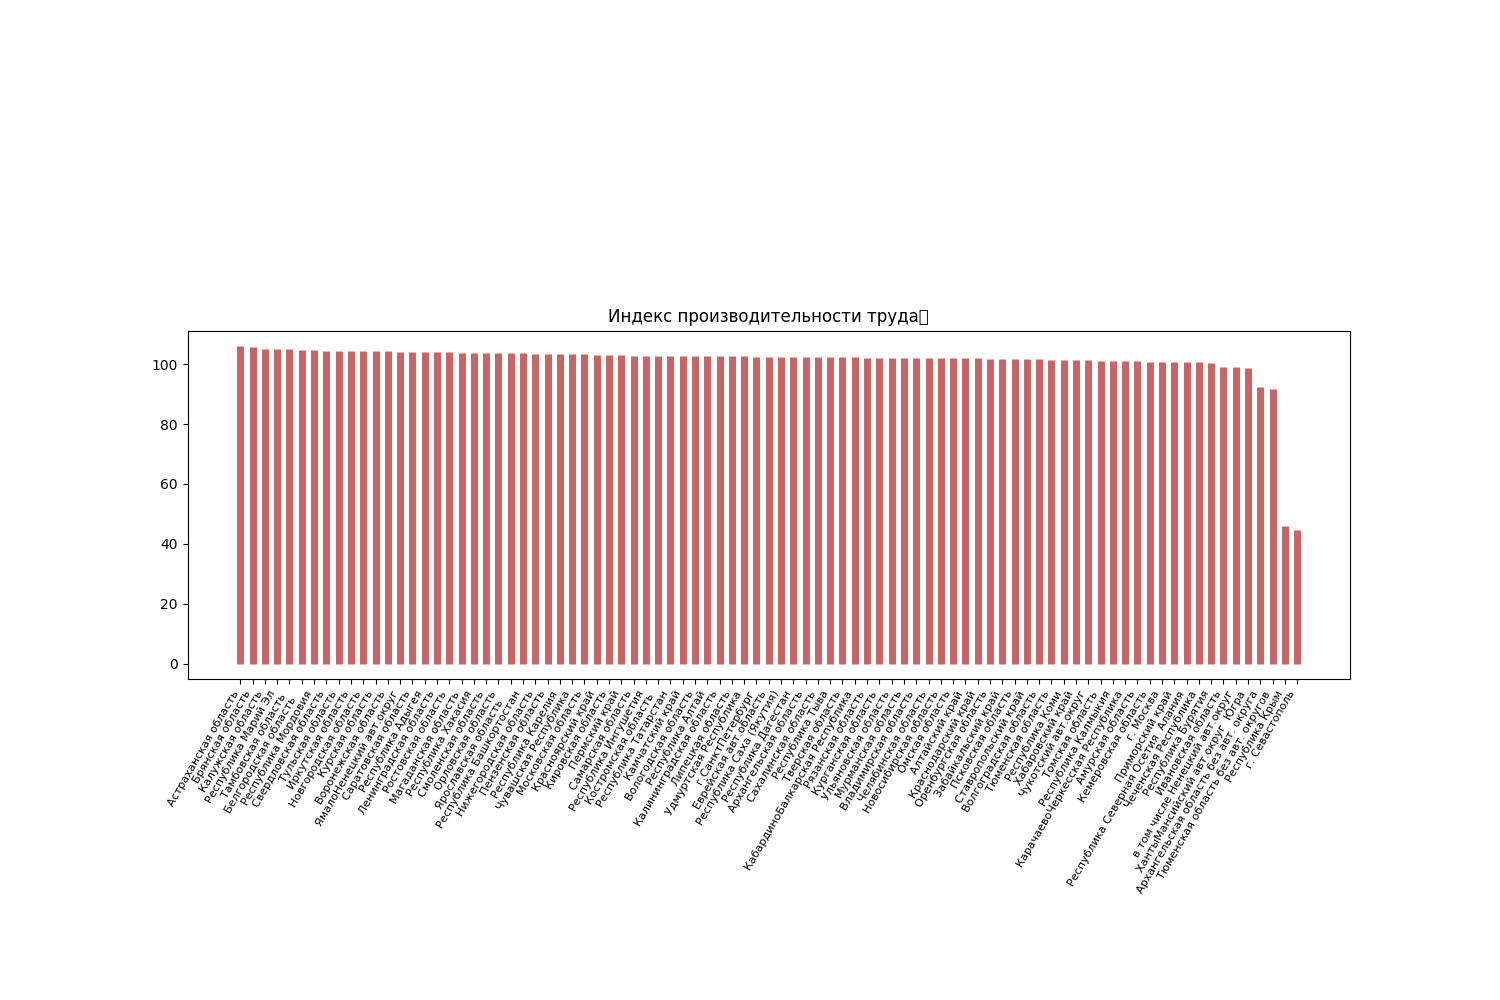 Индекс производительности труда
100
80
60
40
20
0
Астраханская область
Брянская область
Калужская область
Республика Марий Эл
Тамбовская область
Белгородская область
Республика Мордовия
Свердловская область
Тульская область
Иркутская область
Новгородская область
Курская область
Воронежская область
ЯмалоНенецкий авт. округ
Саратовская область
Республика Адыгея
Ленинградская область
Ростовская область
Магаданская область
Республика Хакасия
Смоленская область
Орловская область
Ярославская область
Республика Башкортостан
Нижегородская область
Пензенская область
Республика Карелия
Чувашская Республика
Московская область
Красноярский край
Кировская область
Пермский край
Самарская область
Республика Ингушетия
Костромская область
Республика Татарстан
Камчатский край
Вологодская область
Республика Алтай
Калининградская область
Липецкая область
Удмуртская Республика
г.СанктПетербург
Еврейская авт.область
Республика Саха (Якутия)
Республика Дагестан
Архангельская область
Сахалинская область
Республика Тыва
Тверская область
КабардиноБалкарская Республика
Рязанская область
Курганская область
Ульяновская область
Мурманская область
Владимирская область
Челябинская область
Новосибирская область
Омская область
Алтайский край
Краснодарский край
Оренбургская область
Забайкальский край
Псковская область
Ставропольский край
Волгоградская область
Тюменская область
Республика Коми
Хабаровский край
Чукотский авт. округ
Томская область
Республика Калмыкия
КарачаевоЧеркесская Республика
Амурская область
Кемеровская область
г. Москва
Приморский край
Республика Северная Осетия Алания
Чеченская Республика
Республика Бурятия
Ивановская область
в том числе Ненецкий авт округ
ХантыМансийский авт. округ Югра
Архангельская область без авт. округа
Тюменская область без авт. округов
Республика Крым
г. Севастополь